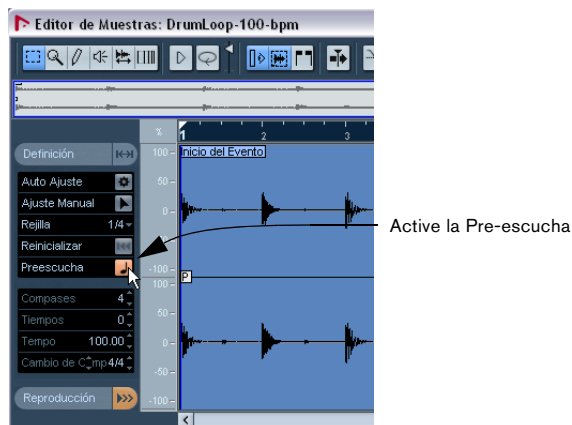 Editor de Muestras: DrumLoop-100-bpm
%
1 2 3
Definición
Inicio del Evento
Auto Ajuste
Ajuste Manual
Rejilla 1/4
Reinicializar
Preescucha
Active la Pre-escucha
P
Compases 4
Tiempos 0
Tempo 100.00
Cambio de C mp 4/4
Reproducción
100
50
0
-100
100
50
0
-50
-100